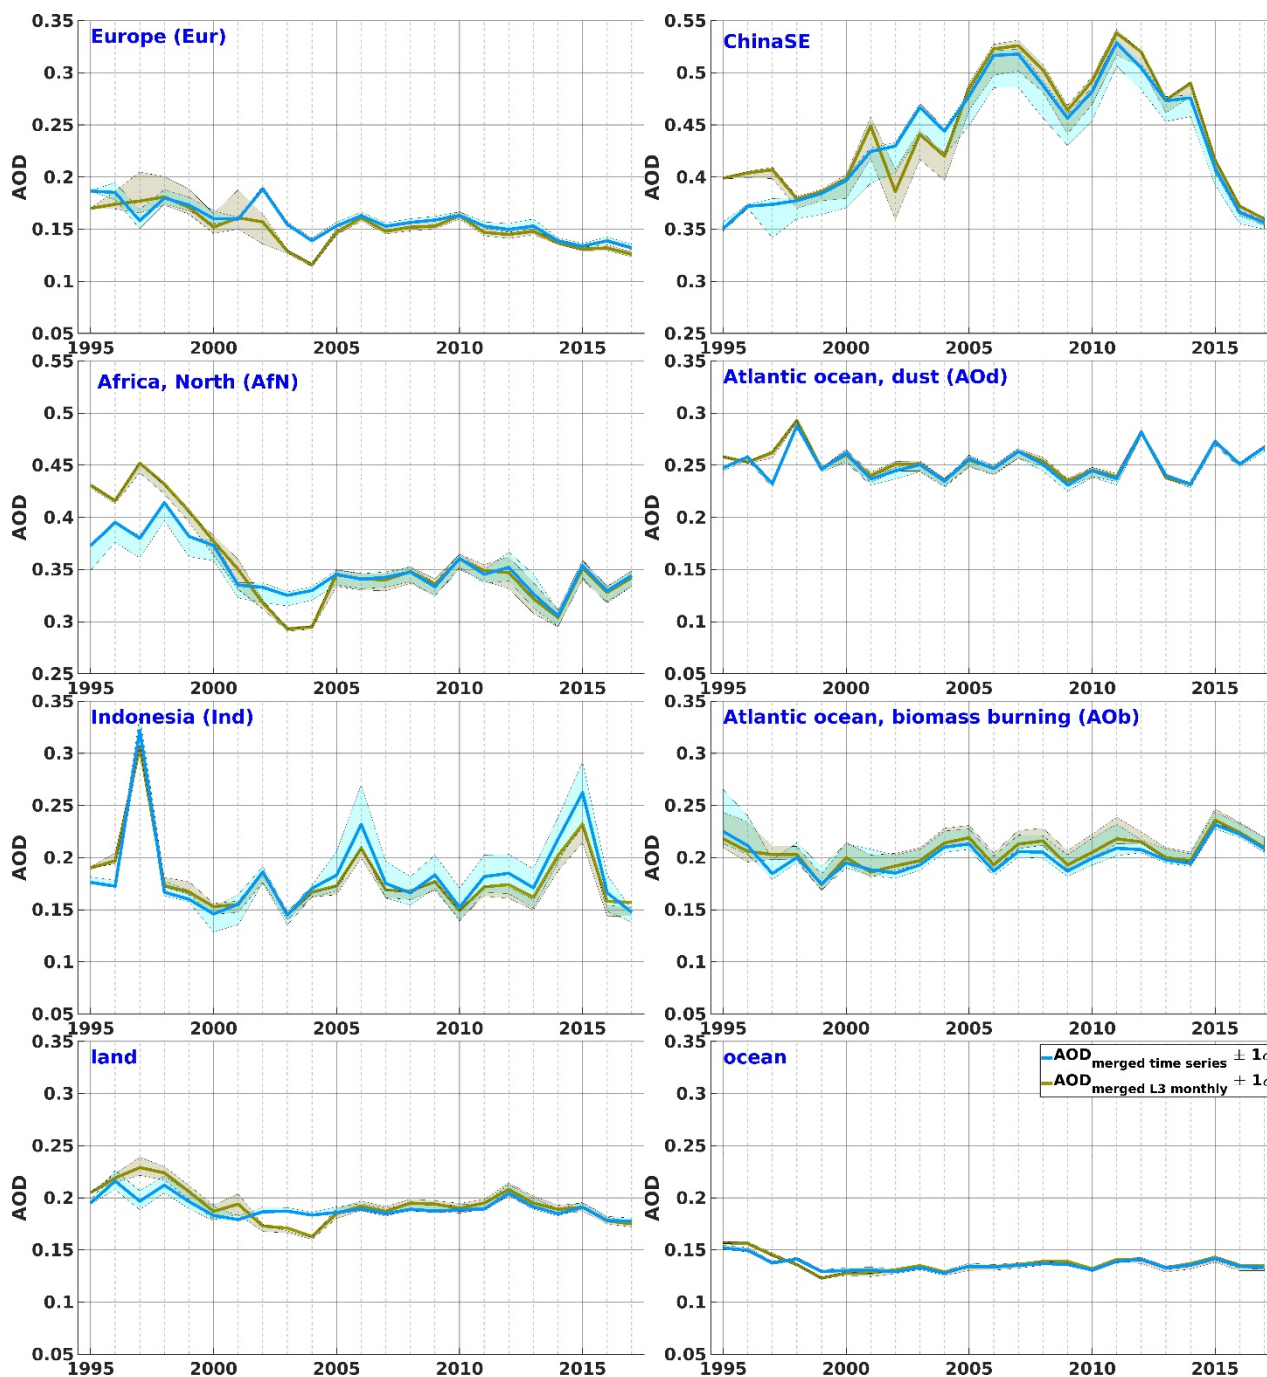 Europe (Eur)
AOD
0.35
0.3
0.25
0.2
0.15
0.1
0.05
1995 2000 2005 2010 2015
ChinaSE
AOD
0.55
0.5
0.45
0.4
0.35
0.3
0.25
1995 2000 2005 2010 2015
Africa, North (AfN)
AOD
0.55
0.5
0.45
0.4
0.35
0.3
0.25
1995 2000 2005 2010 2015
Atlantic ocean, dust (AOd)
AOD
0.35
0.3
0.25
0.2
0.15
0.1
0.05
1995 2000 2005 2010 2015
Indonesia (Ind)
AOD
0.35
0.3
0.25
0.2
0.15
0.1
0.05
1995 2000 2005 2010 2015
Atlantic ocean, biomass burning (AOb)
AOD
0.35
0.3
0.25
0.2
0.15
0.1
0.05
1995 2000 2005 2010 2015
land
AOD
0.35
0.3
0.25
0.2
0.15
0.1
0.05
1995 2000 2005 2010 2015
ocean
AOD merged time series ± 1σ
AOD merged L3 monthly ± 1σ
AOD
0.35
0.3
0.25
0.2
0.15
0.1
0.05
1995 2000 2005 2010 2015